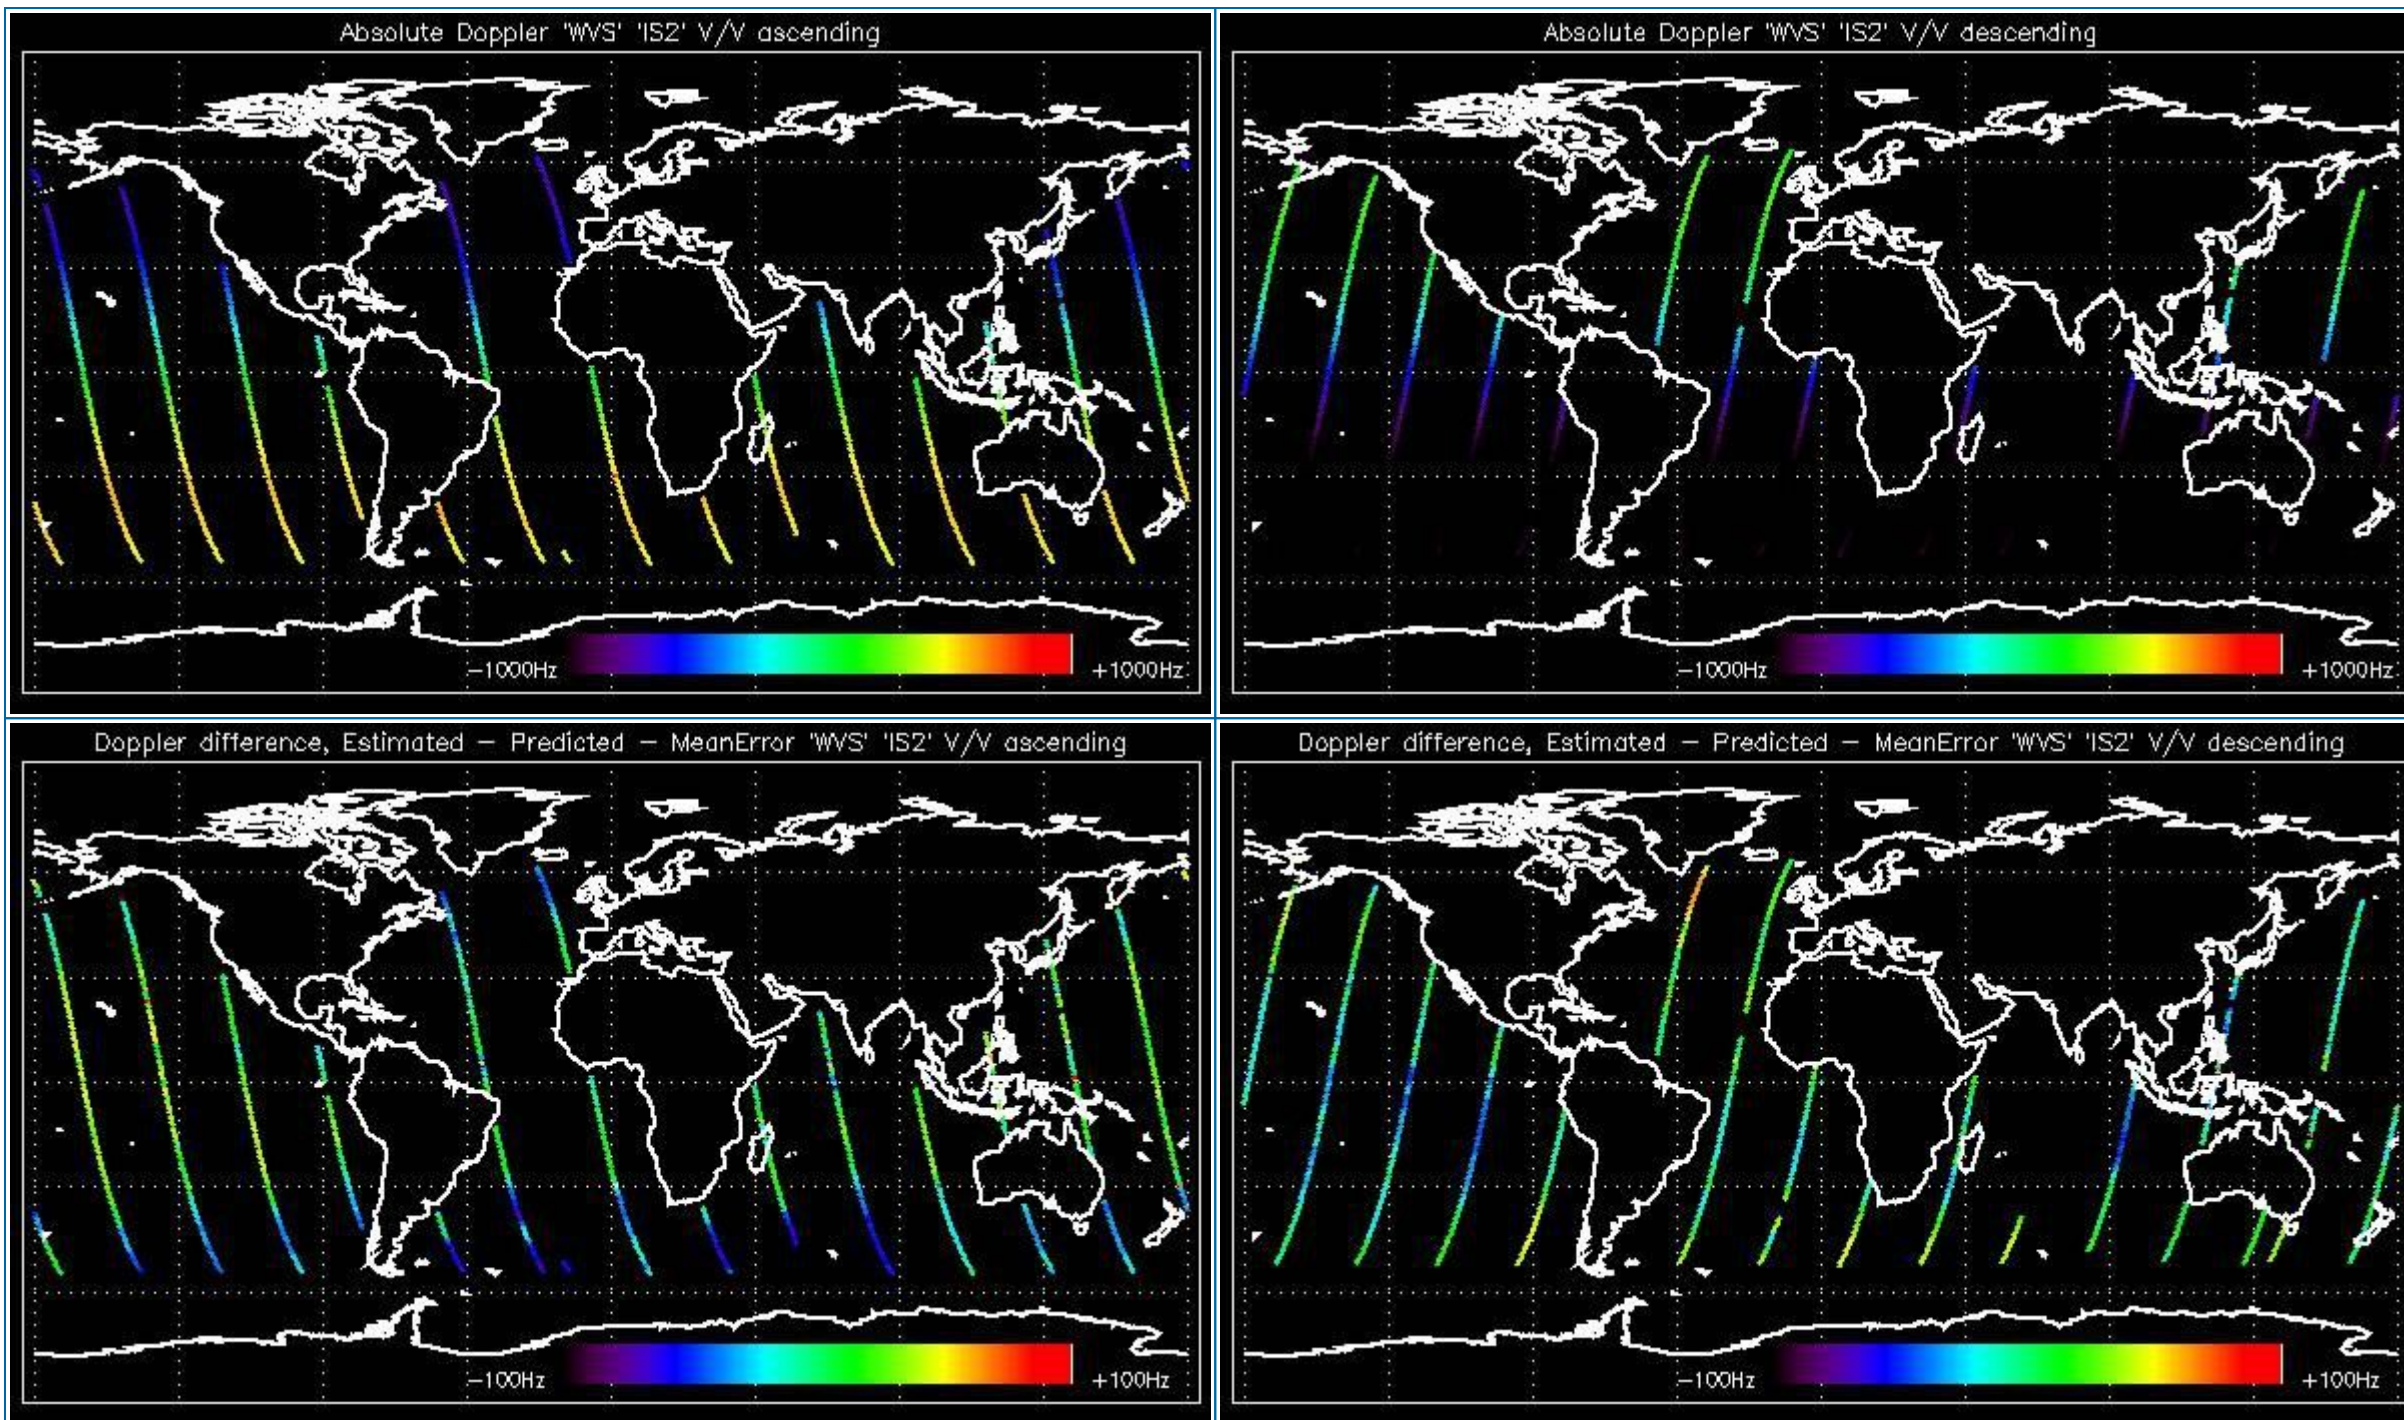 Absolute Doppler 'WVS' 'IS2' V/V ascending
−1000Hz +1000Hz
Absolute Doppler 'WVS' 'IS2' V/V descending
−1000Hz +1000Hz
Doppler difference, Estimated − Predicted − MeanError 'WVS' 'IS2' V/V ascending
−100Hz +100Hz
Doppler difference, Estimated − Predicted − MeanError 'WVS' 'IS2' V/V descending
−100Hz +100Hz